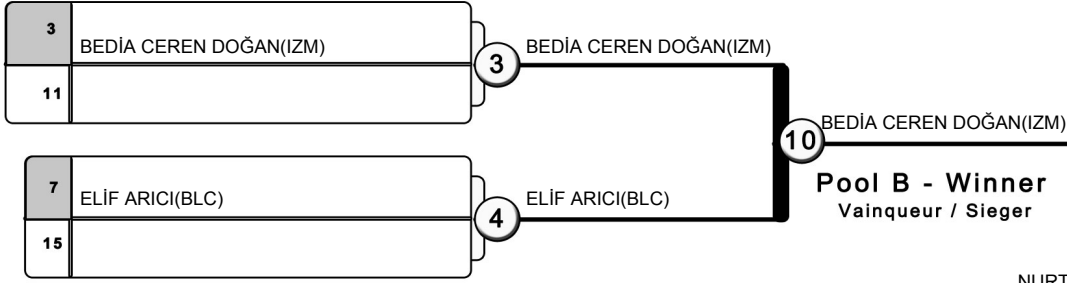 3
BEDİA CEREN DOĞAN(IZM)
11
3
BEDİA CEREN DOĞAN(IZM)
7
ELİF ARICI(BLC)
15
4
ELİF ARICI(BLC)
10
BEDİA CEREN DOĞAN(IZM)
Pool B - Winner
Vainqueur / Sieger
NURT